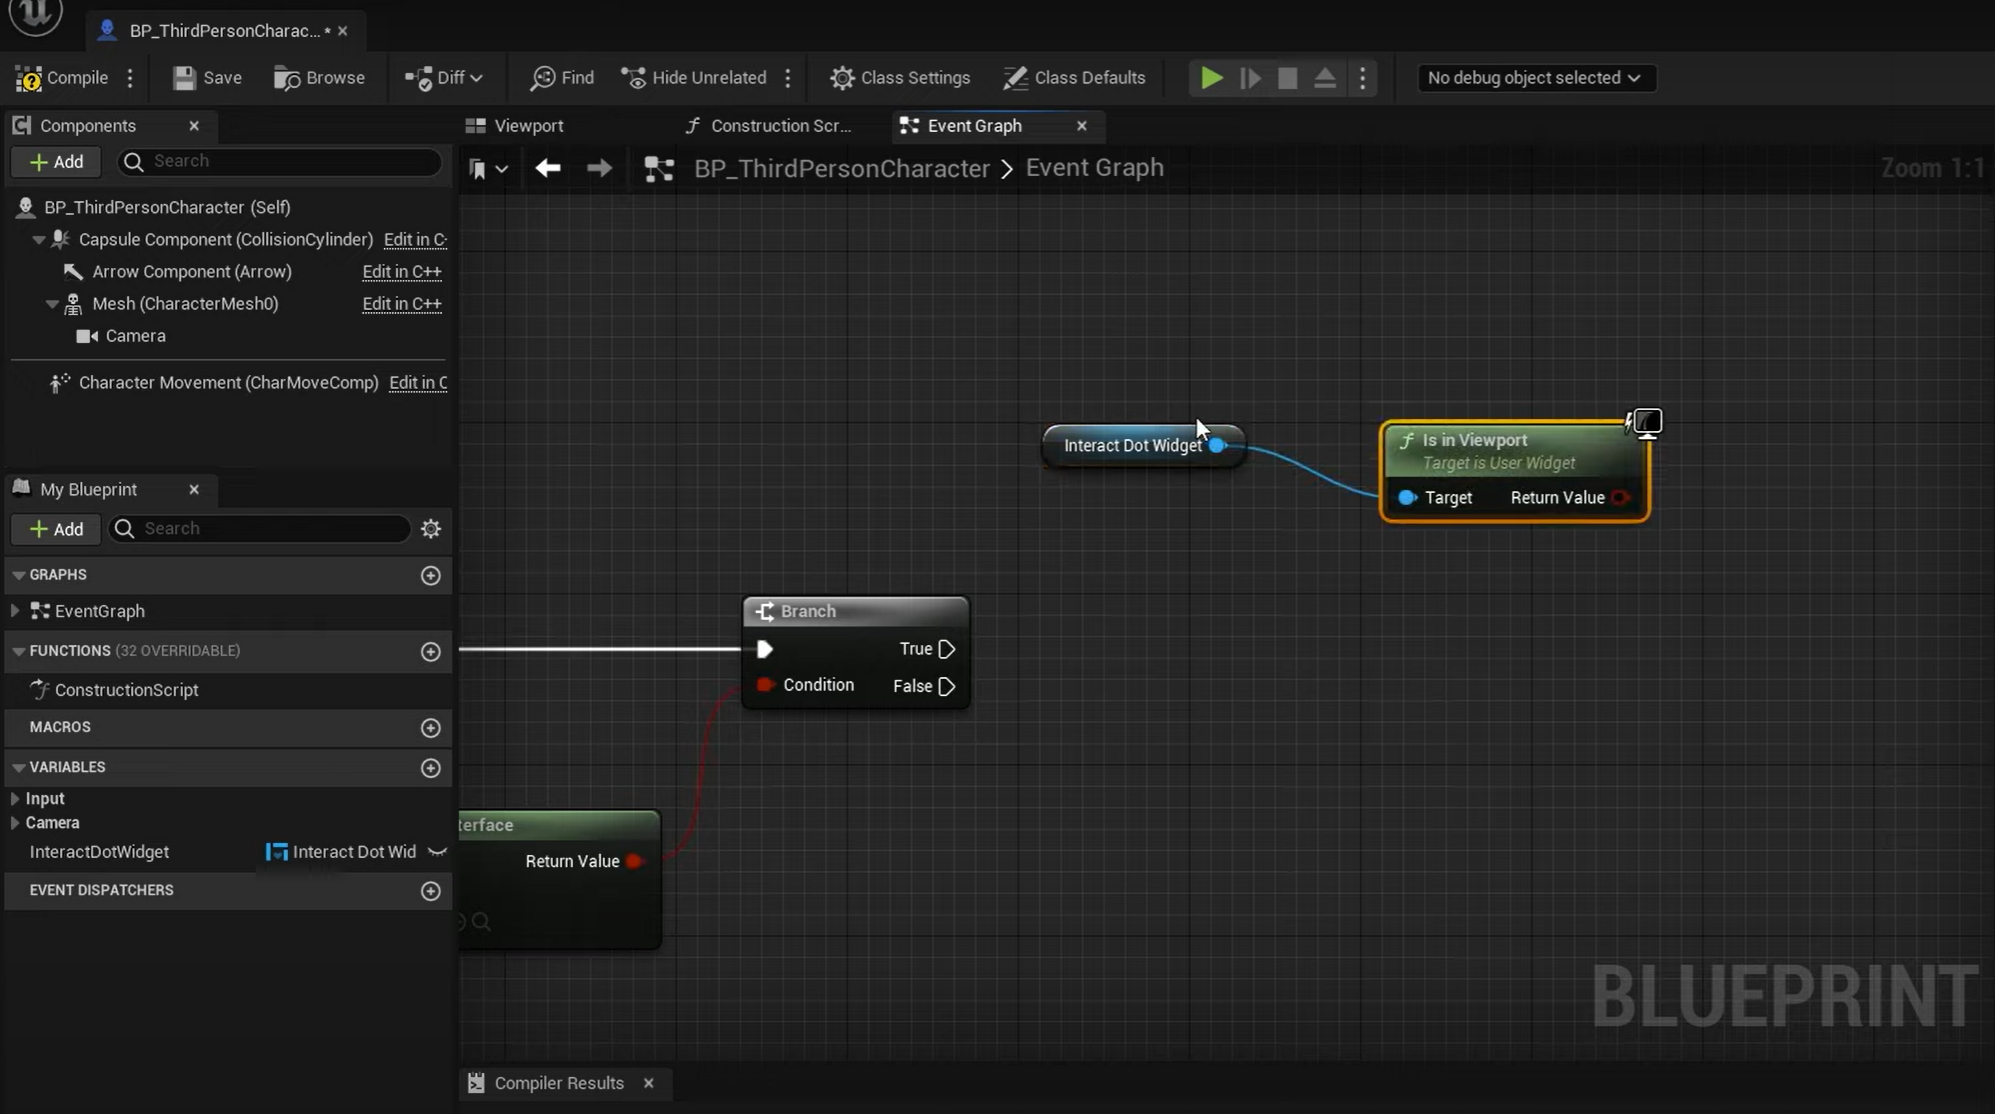 BP_ThirdPersonCharac... *
Compile
Save
Browse
Diff
Find
Hide Unrelated
Class Settings
Class Defaults
No debug object selected
Components
Viewport
Construction Scr...
Event Graph
Add
Search
BP_ThirdPersonCharacter
Event Graph
Zoom 1:1
BP_ThirdPersonCharacter (Self)
Capsule Component (CollisionCylinder)
Edit in C
Arrow Component (Arrow)
Edit in C++
Mesh (CharacterMesh0)
Edit in C++
Camera
Character Movement (CharMoveComp)
Edit in C
My Blueprint
Add
Search
GRAPHS
EventGraph
FUNCTIONS (32 OVERRIDABLE)
ConstructionScript
MACROS
VARIABLES
Input
Camera
InteractDotWidget
Interact Dot Wid
EVENT DISPATCHERS
Interact Dot Widget
Is in Viewport
Target is User Widget
Target
Return Value
Branch
True
Condition
False
terface
Return Value
BLUEPRINT
Compiler Results